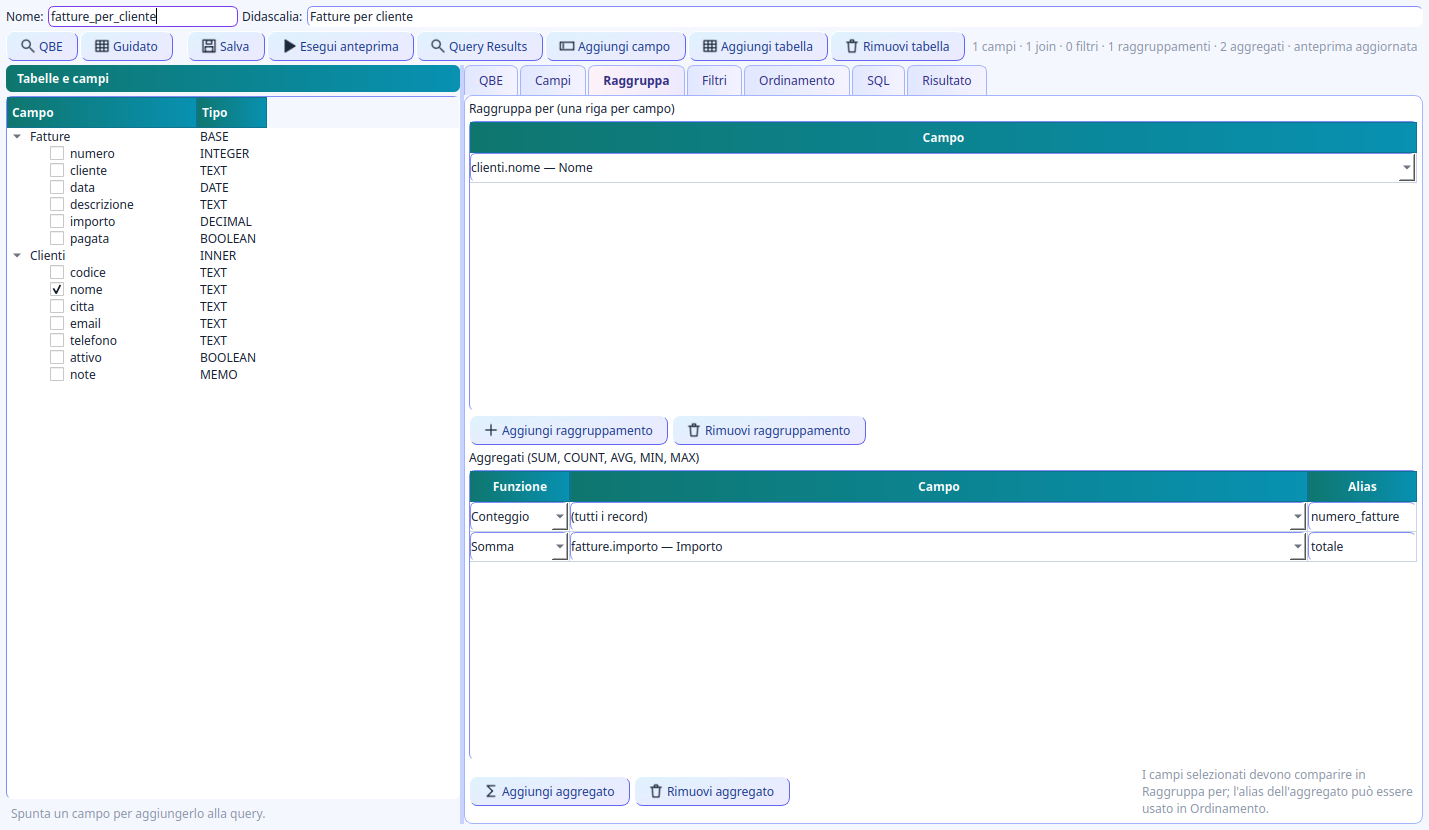 Nome: fatture_per_cliente Didascalia: Fatture per cliente
QBE Guidato Salva Esegui anteprima Query Results Aggiungi campo Aggiungi tabella Rimuovi tabella 1 campi · 1 join · 0 filtri · 1 raggruppamenti · 2 aggregati · anteprima aggiornata
Tabelle e campi
Campo Tipo
Fatture BASE
numero INTEGER
cliente TEXT
data DATE
descrizione TEXT
importo DECIMAL
pagata BOOLEAN
Clienti INNER
codice TEXT
nome TEXT
citta TEXT
email TEXT
telefono TEXT
attivo BOOLEAN
note MEMO
Spunta un campo per aggiungerlo alla query.
QBE Campi Raggruppa Filtri Ordinamento SQL Risultato
Raggruppa per (una riga per campo)
Campo
clienti.nome — Nome
Aggiungi raggruppamento Rimuovi raggruppamento
Aggregati (SUM, COUNT, AVG, MIN, MAX)
Funzione Campo Alias
Conteggio (tutti i record) numero_fatture
Somma fatture.importo — Importo totale
Aggiungi aggregato Rimuovi aggregato
I campi selezionati devono comparire in
Raggruppa per; l'alias dell'aggregato può essere
usato in Ordinamento.